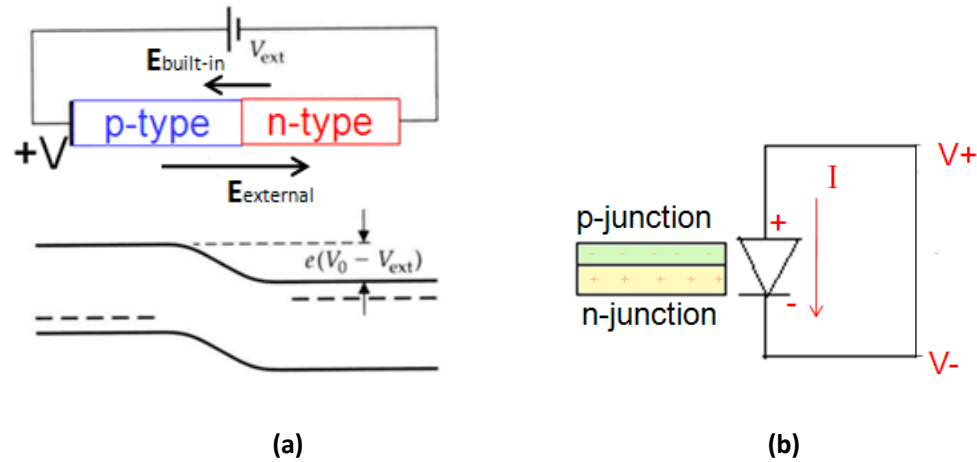 V_ext
E_built-in
p-type n-type
+V
E_external
e(V_0 − V_ext)
(a)
V+
I
p-junction
+
- - - - -
+ + + + +
-
n-junction
V-
(b)